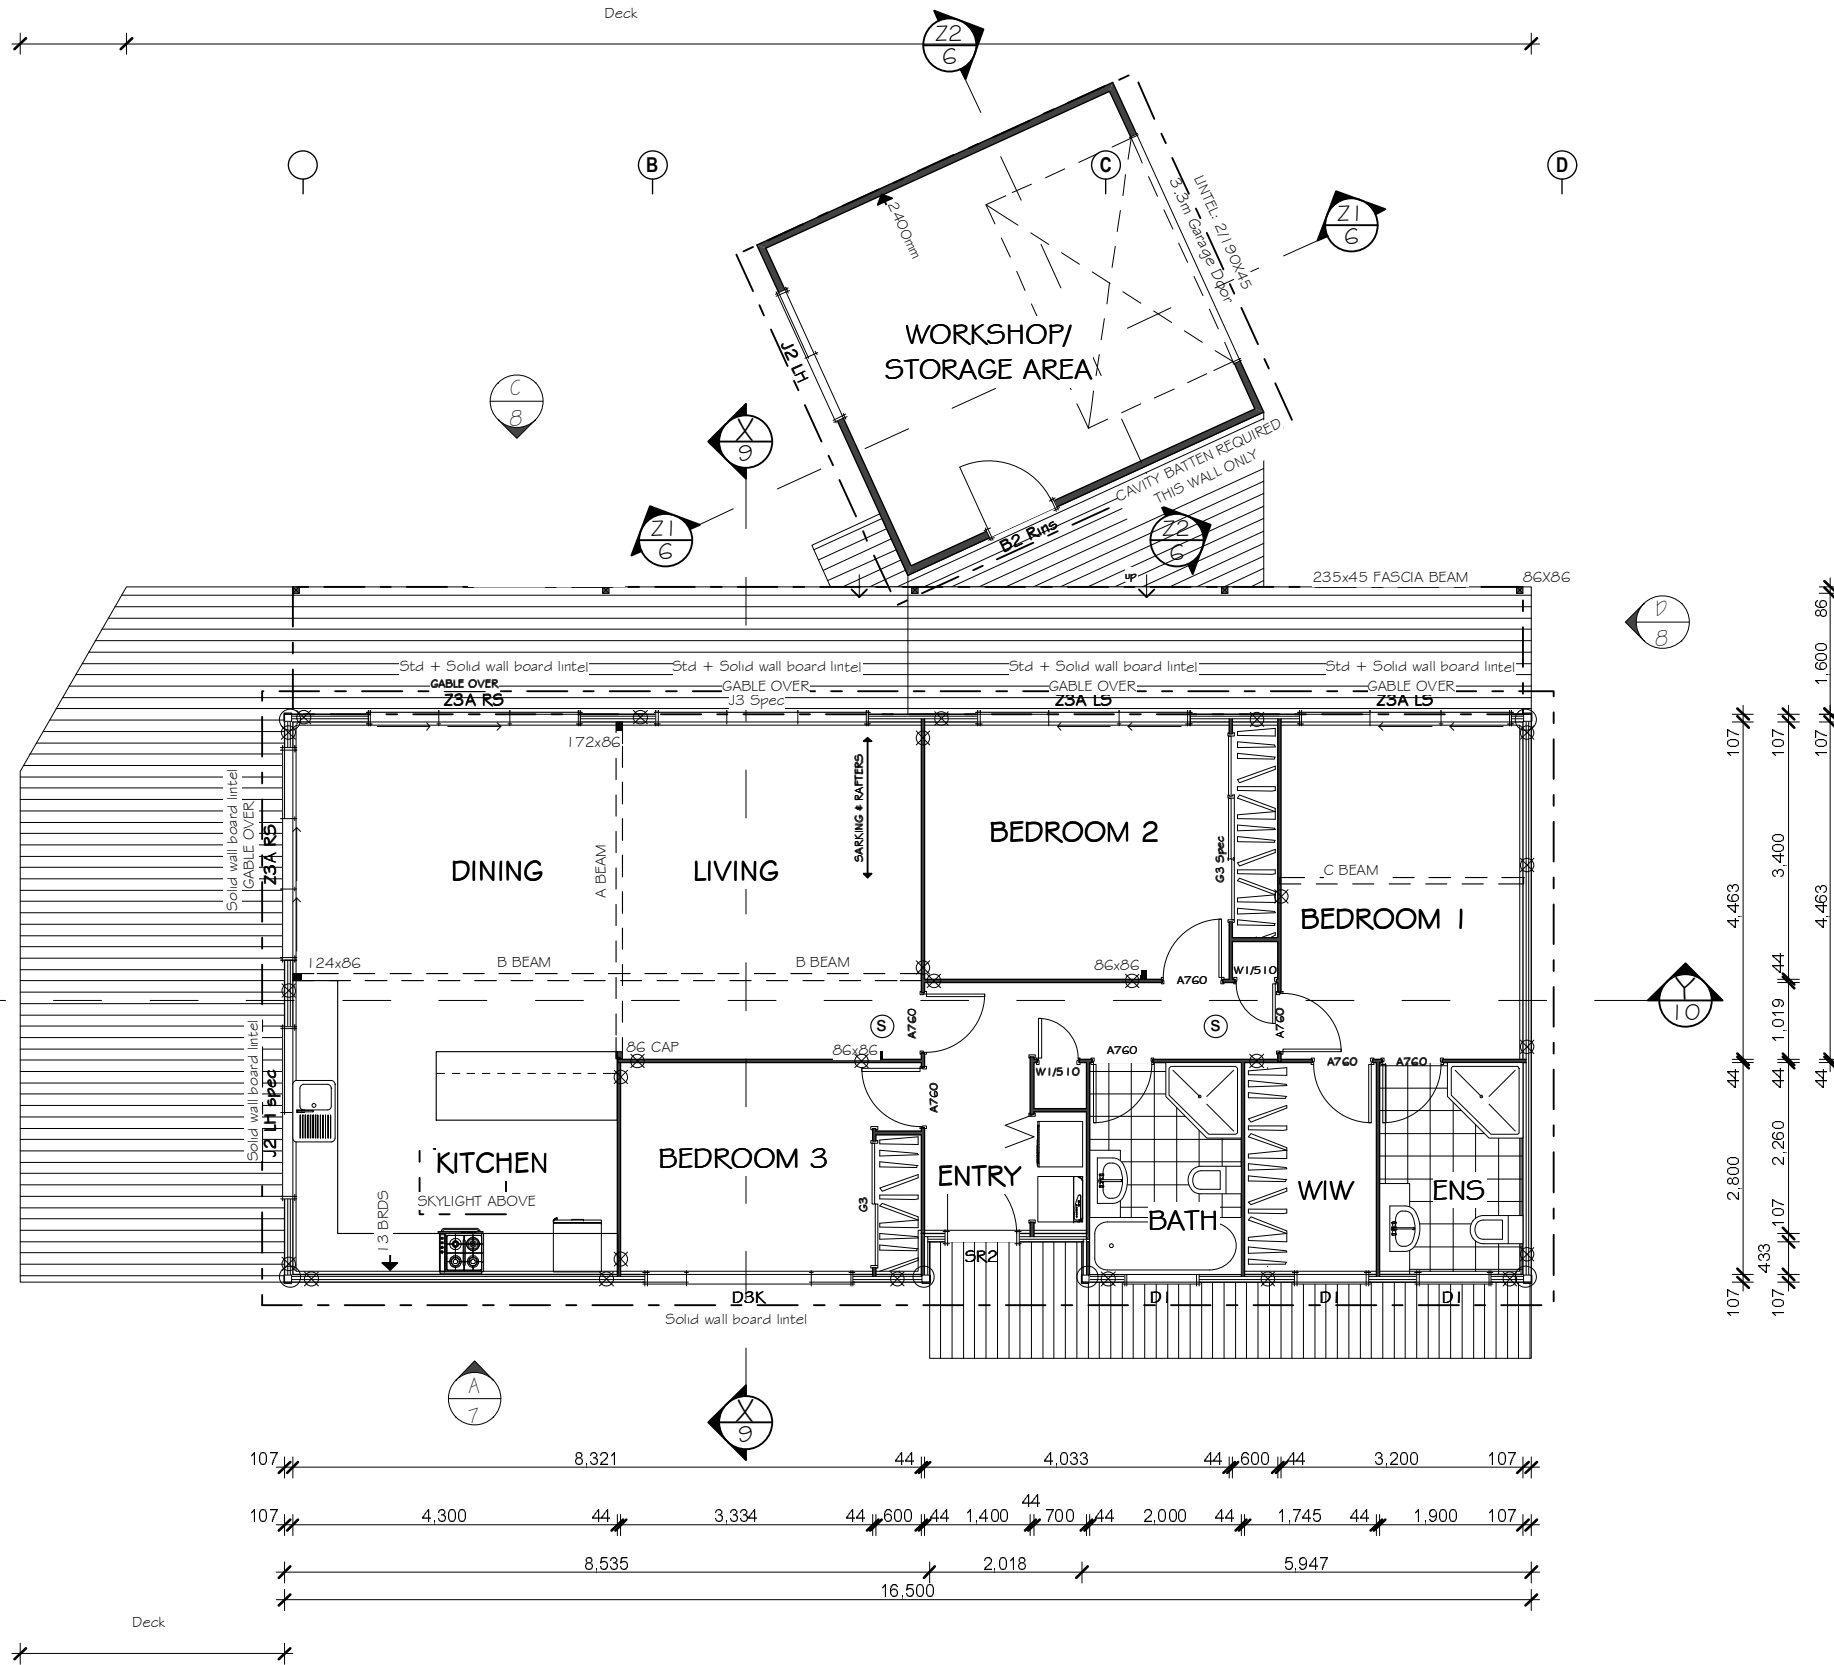 Deck
Z2
6
B
C
D
Z1
6
LINTEL: 2/190X45
3.3m Garage Door
2400mm
WORKSHOP/
STORAGE AREA
J2 LH
C
8
X
9
CAVITY BATTEN REQUIRED
THIS WALL ONLY
Z1
6
B2 Rins
Z2
6
up
235x45 FASCIA BEAM
86X86
D
8
86
1,600
Std + Solid wall board lintel
Std + Solid wall board lintel
Std + Solid wall board lintel
Std + Solid wall board lintel
GABLE OVER
GABLE OVER
GABLE OVER
GABLE OVER
Z3A RS
J3 Spec
Z3A LS
Z3A LS
172x86
107
107
107
Solid wall board lintel
GABLE OVER
Z3A RS
DINING
A BEAM
LIVING
SARKING & RAFTERS
BEDROOM 2
G3 Spec
C BEAM
BEDROOM 1
3,400
4,463
4,463
124x86
B BEAM
B BEAM
86x86
A760
W1/510
44
Y
10
S
A760
S
A760
1,019
86 CAP
86x86
A760
A760
A760
44
44
44
Solid wall board lintel
J2 LH spec
A760
W1/510
KITCHEN
SKYLIGHT ABOVE
13 BRDS
BEDROOM 3
G3
ENTRY
BATH
WIW
ENS
2,260
2,800
107
433
107
107
SR2
D3K
D1
D1
D1
Solid wall board lintel
A
7
X
9
107
8,321
44
4,033
44
600
44
3,200
107
107
4,300
44
3,334
44
600
44
1,400
44
700
44
2,000
44
1,745
44
1,900
107
8,535
2,018
5,947
16,500
Deck